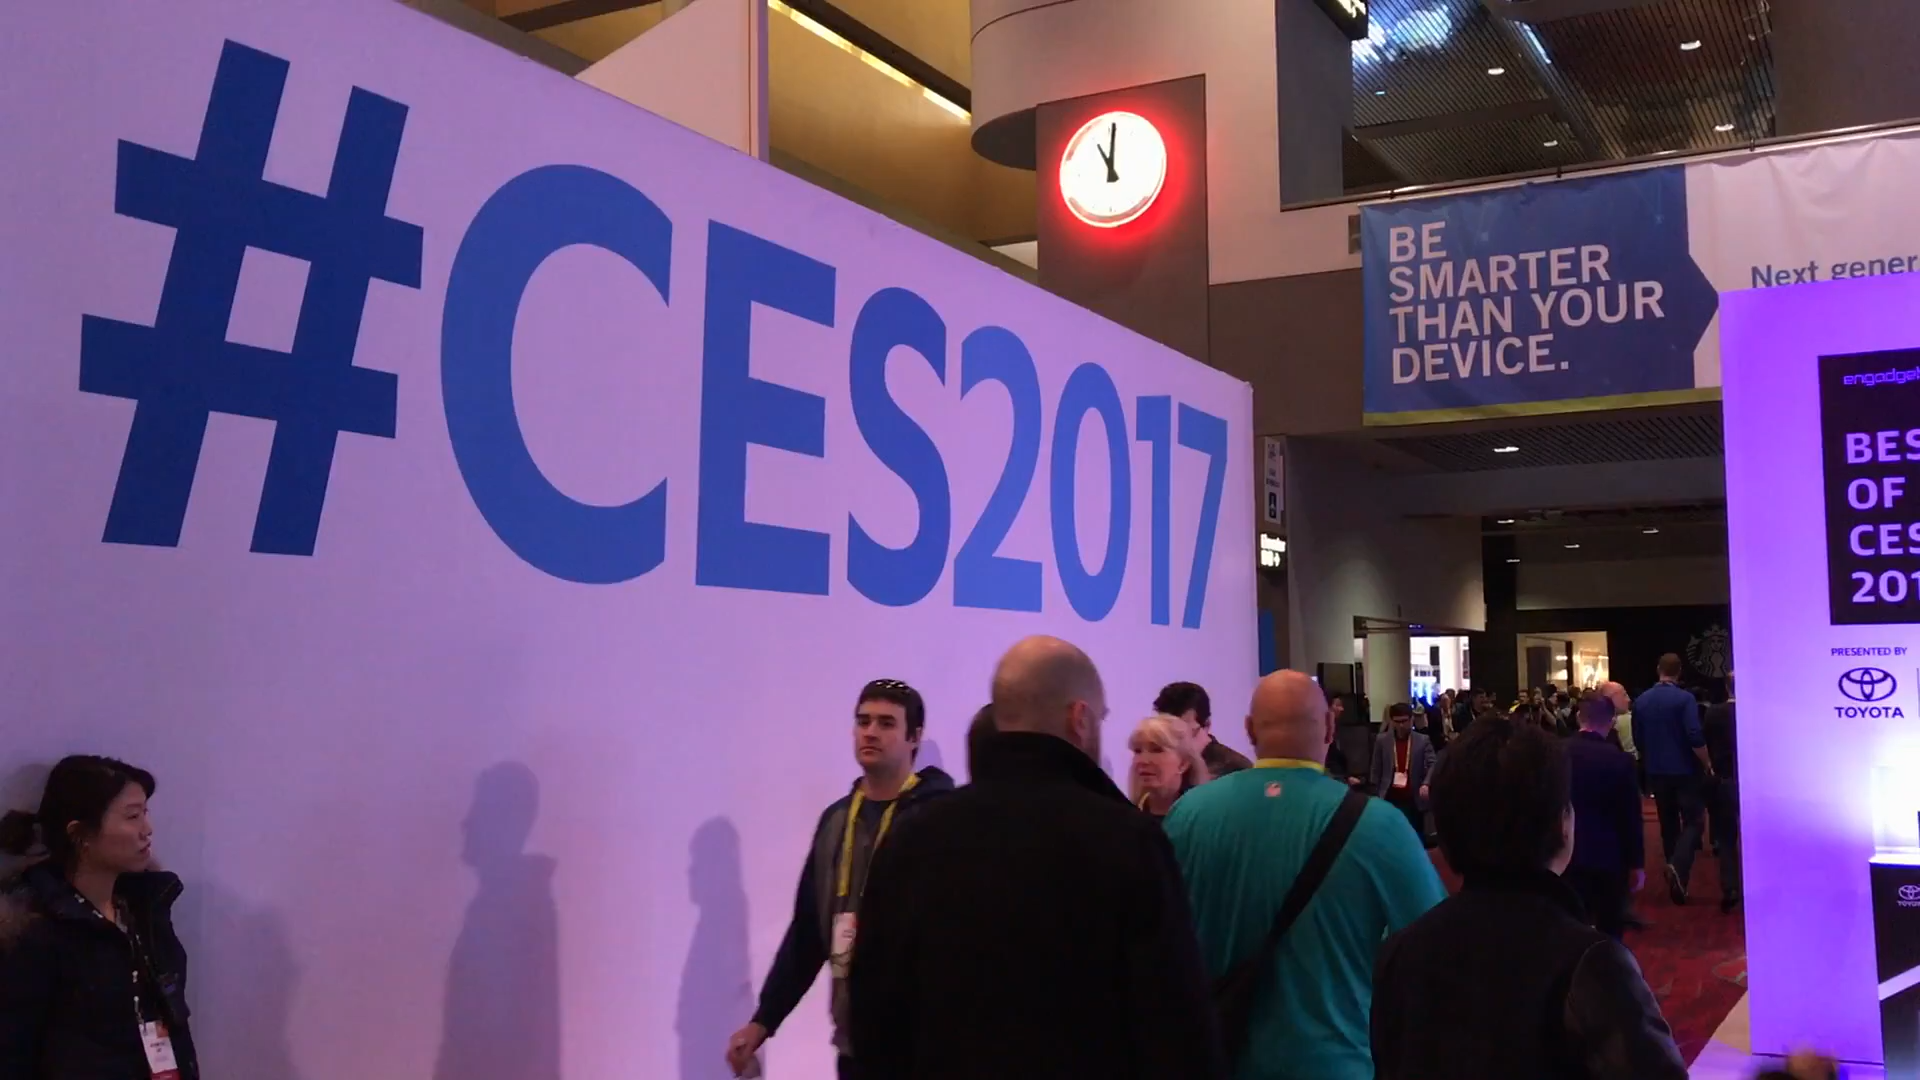 #CES2017
BE
SMARTER
THAN YOUR
DEVICE.
Next gener
engadget
BES
OF
CES
201
PRESENTED BY
TOYOTA